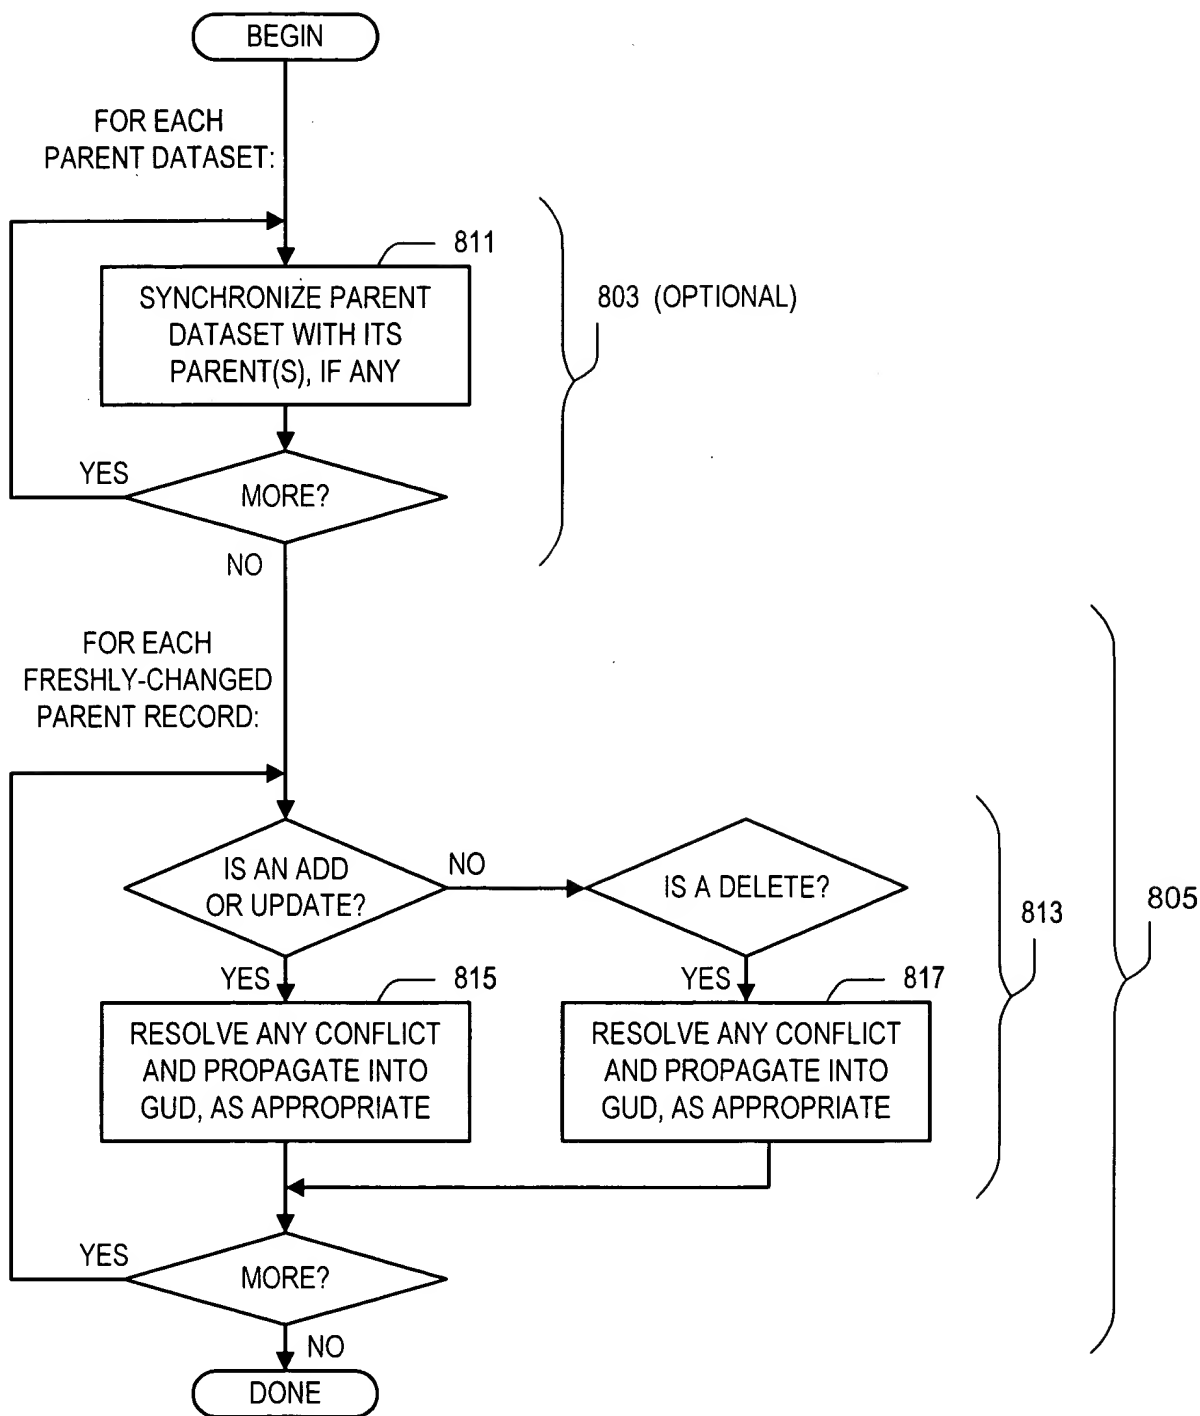 BEGIN
FOR EACH
PARENT DATASET:
811
SYNCHRONIZE PARENT
DATASET WITH ITS
PARENT(S), IF ANY
803 (OPTIONAL)
YES
MORE?
NO
FOR EACH
FRESHLY-CHANGED
PARENT RECORD:
IS AN ADD
OR UPDATE?
NO
IS A DELETE?
813
805
YES
815
YES
817
RESOLVE ANY CONFLICT
AND PROPAGATE INTO
GUD, AS APPROPRIATE
RESOLVE ANY CONFLICT
AND PROPAGATE INTO
GUD, AS APPROPRIATE
YES
MORE?
NO
DONE